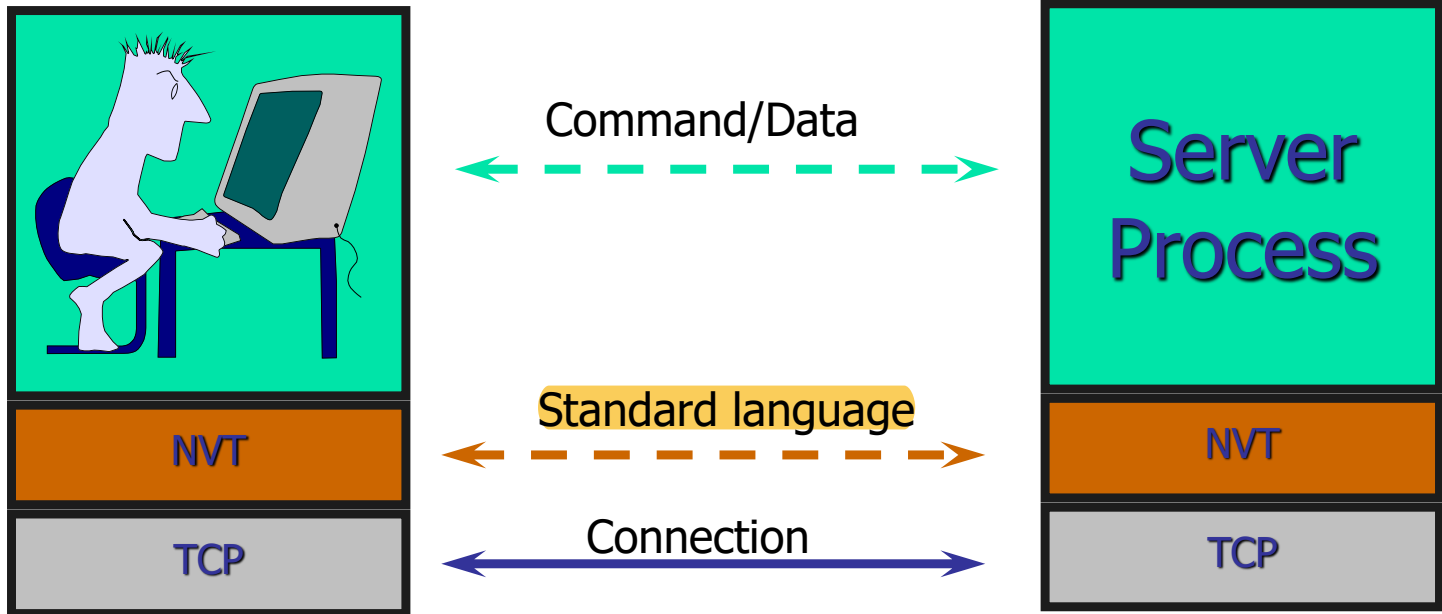 Command/Data
Server
Process
Standard language
NVT
NVT
Connection
TCP
TCP